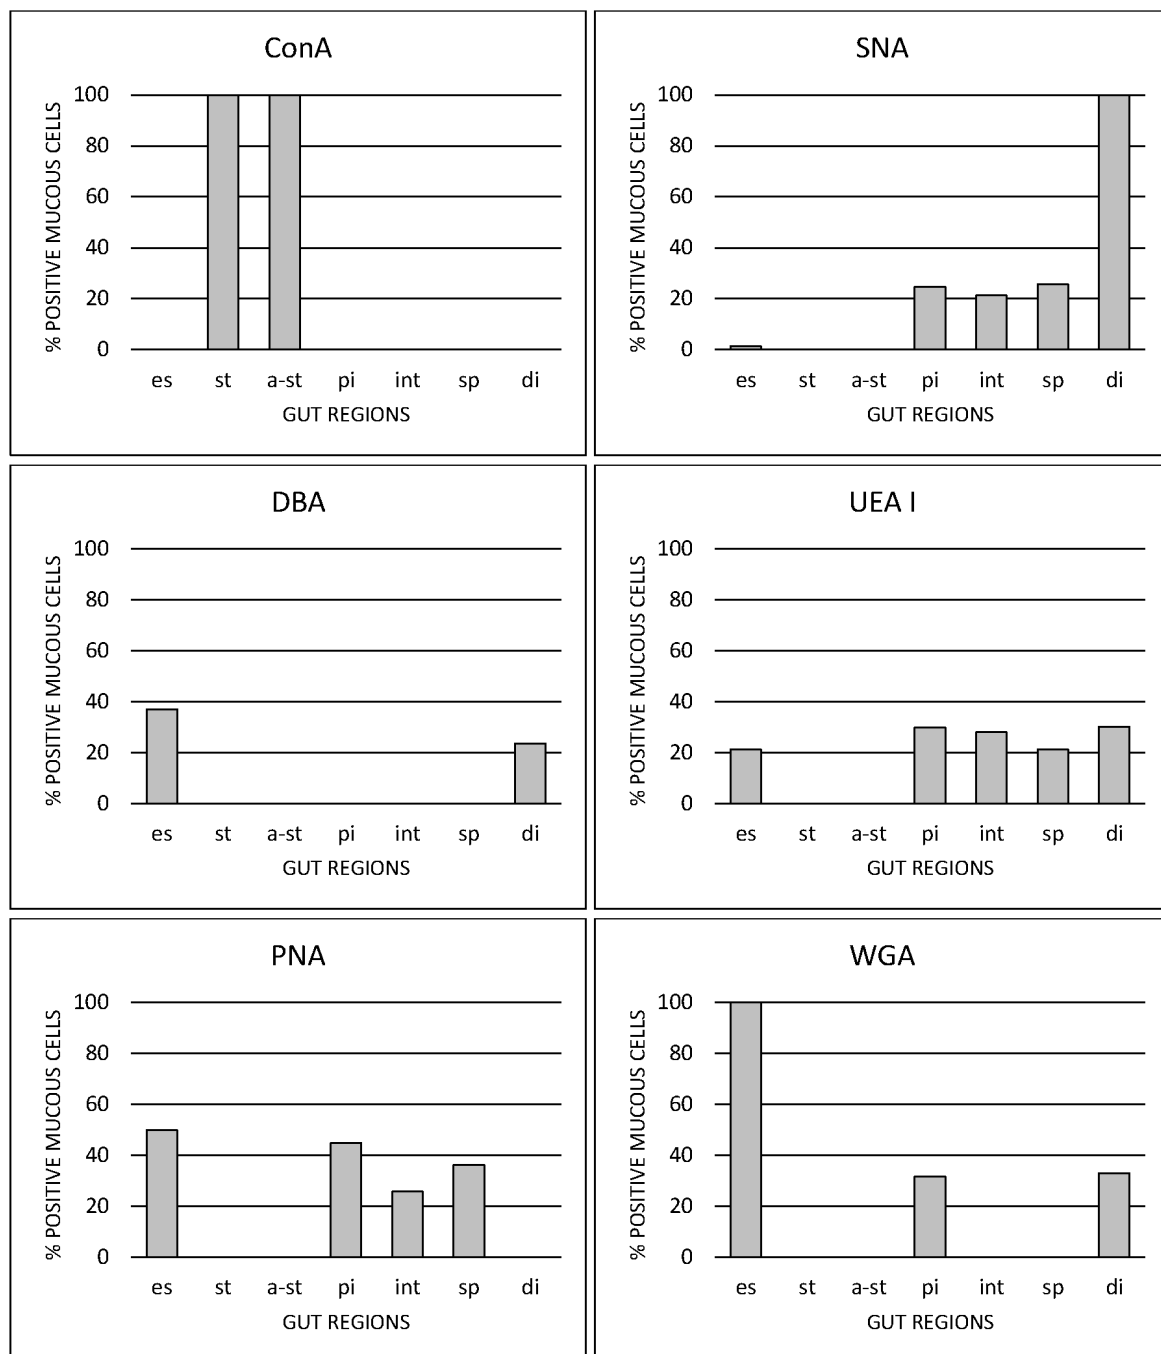 ConA
% POSITIVE MUCOUS CELLS
100
80
60
40
20
0
es st a-st pi int sp di
GUT REGIONS
SNA
% POSITIVE MUCOUS CELLS
100
80
60
40
20
0
es st a-st pi int sp di
GUT REGIONS
DBA
% POSITIVE MUCOUS CELLS
100
80
60
40
20
0
es st a-st pi int sp di
GUT REGIONS
UEA I
% POSITIVE MUCOUS CELLS
100
80
60
40
20
0
es st a-st pi int sp di
GUT REGIONS
PNA
% POSITIVE MUCOUS CELLS
100
80
60
40
20
0
es st a-st pi int sp di
GUT REGIONS
WGA
% POSITIVE MUCOUS CELLS
100
80
60
40
20
0
es st a-st pi int sp di
GUT REGIONS